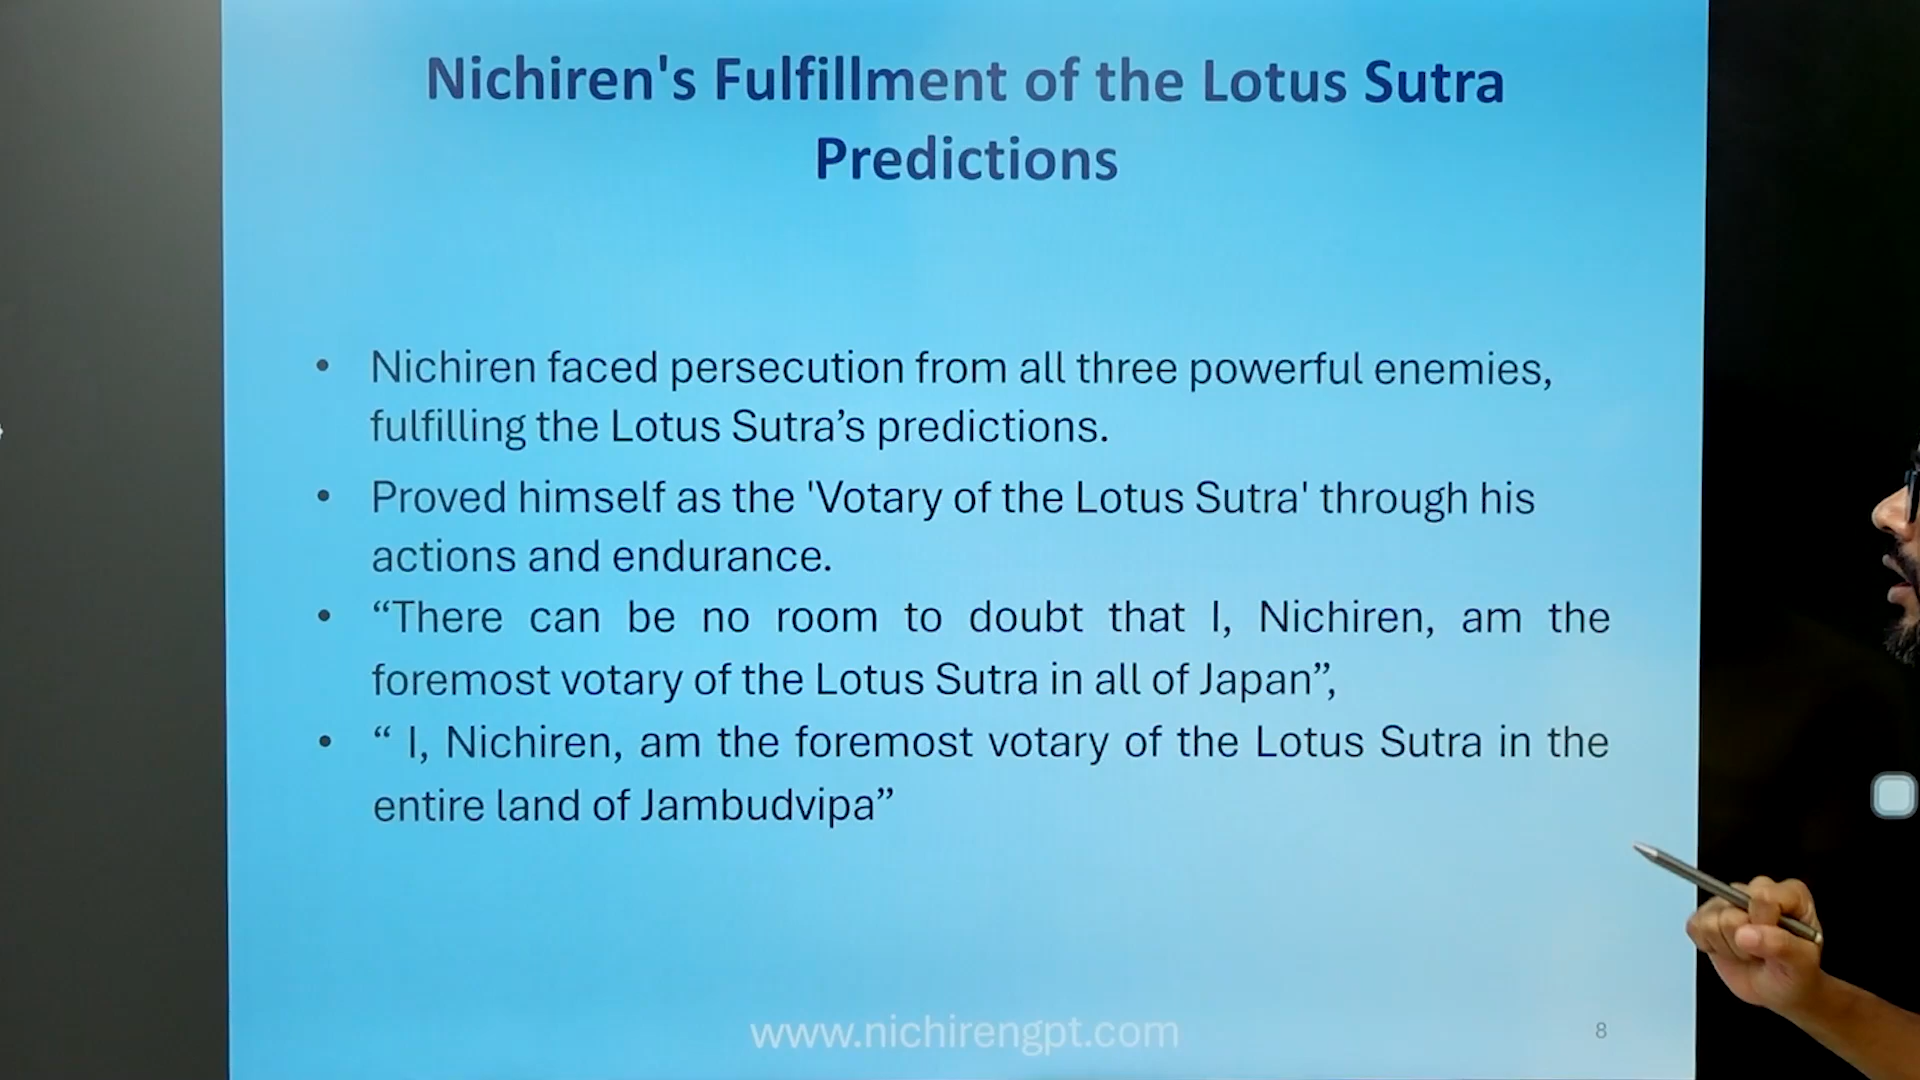 Nichiren's Fulfillment of the Lotus Sutra
Predictions
• Nichiren faced persecution from all three powerful enemies,
fulfilling the Lotus Sutra’s predictions.
• Proved himself as the 'Votary of the Lotus Sutra' through his
actions and endurance.
• “There can be no room to doubt that I, Nichiren, am the
foremost votary of the Lotus Sutra in all of Japan”,
• “ I, Nichiren, am the foremost votary of the Lotus Sutra in the
entire land of Jambudvipa”
www.nichirengpt.com
8